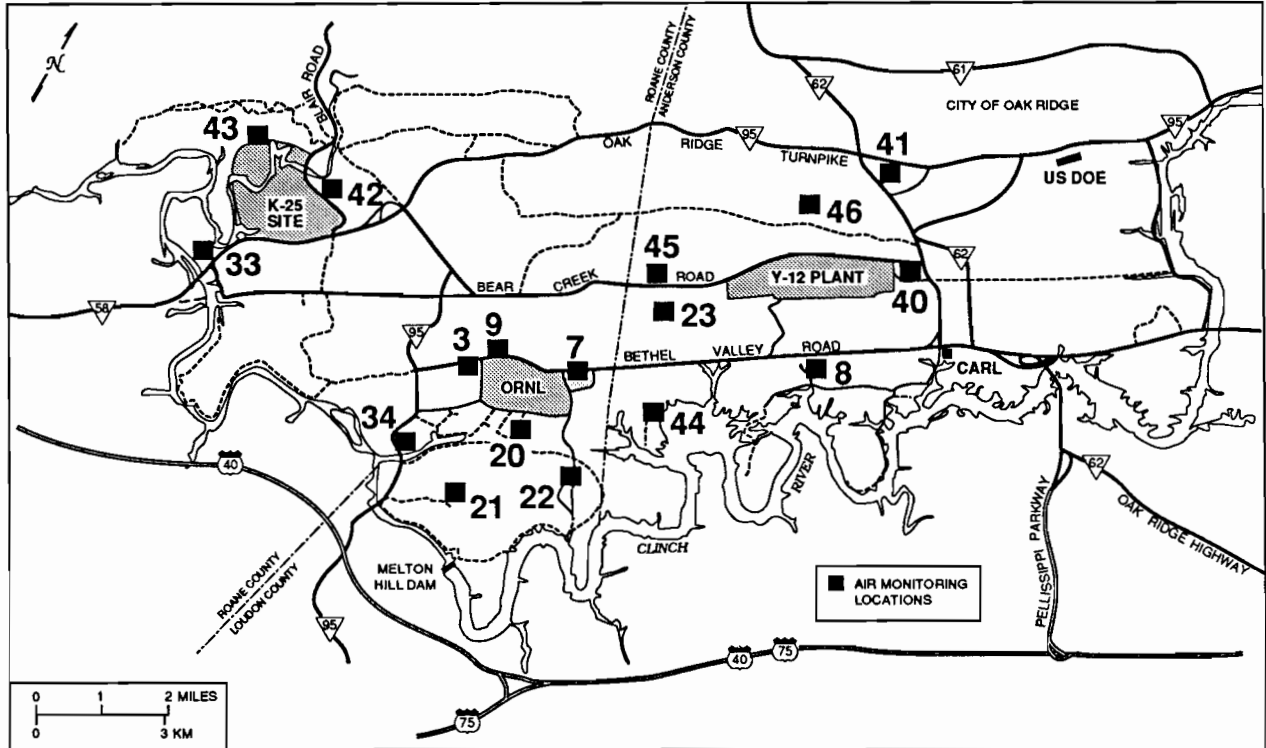 N
BLAIR ROAD
ROANE COUNTY
ANDERSON COUNTY
62
61
CITY OF OAK RIDGE
95
43
OAK RIDGE TURNPIKE
95
41
US DOE
42
K-25
SITE
46
33
45
62
BEAR CREEK ROAD
Y-12 PLANT
40
58
23
95
9
3
7
BETHEL VALLEY ROAD
8
CARL
ORNL
34
44
20
RIVER
62
40
21
22
OAK RIDGE HIGHWAY
CLINCH
PELLISSIPPI PARKWAY
MELTON
HILL DAM
AIR MONITORING
LOCATIONS
ROANE COUNTY
LOUDON COUNTY
95
40
75
0 1 2 MILES
0 3 KM
75